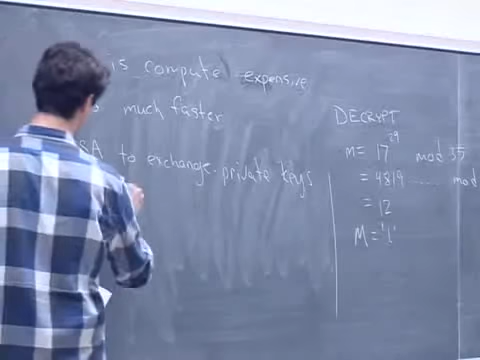 is compute expensive
much faster
SA to exchange private keys
DECRYPT
m= 17^29 mod 35
= 4819...... mod
= 12
M='l'